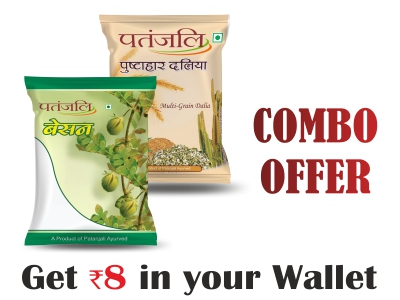 पतंजलि
पुष्टाहार दलिया
Multi-Grain Dalia
पतंजलि
बेसन
A Product of Patanjali Ayurved
COMBO
OFFER
Get ₹8 in your Wallet